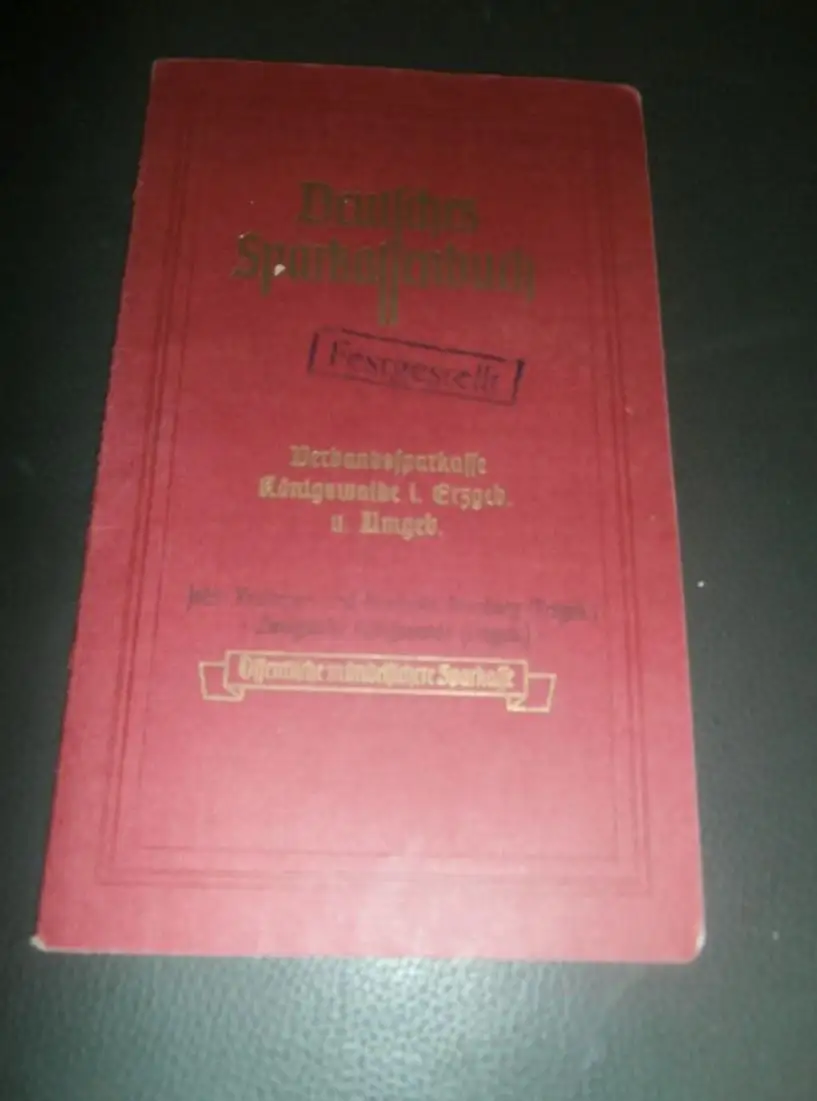 Deutsches
Sparkassenbuch
Festgestellt
Verbandssparkasse
Königswalde i. Erzgeb.
u. Umgeb.
Öffentliche mündelsichere Sparkasse